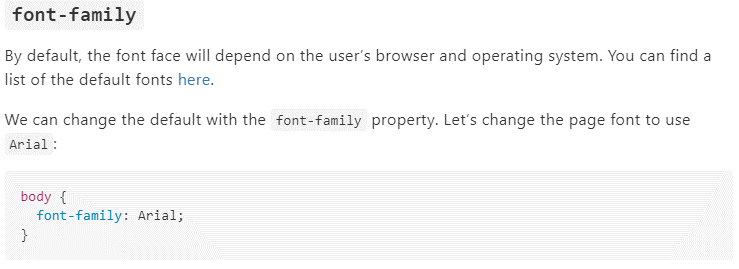 font-family
By default, the font face will depend on the user's browser and operating system. You can find a
list of the default fonts here.
We can change the default with the font-family property. Let's change the page font to use
Arial:
body {
  font-family: Arial;
}